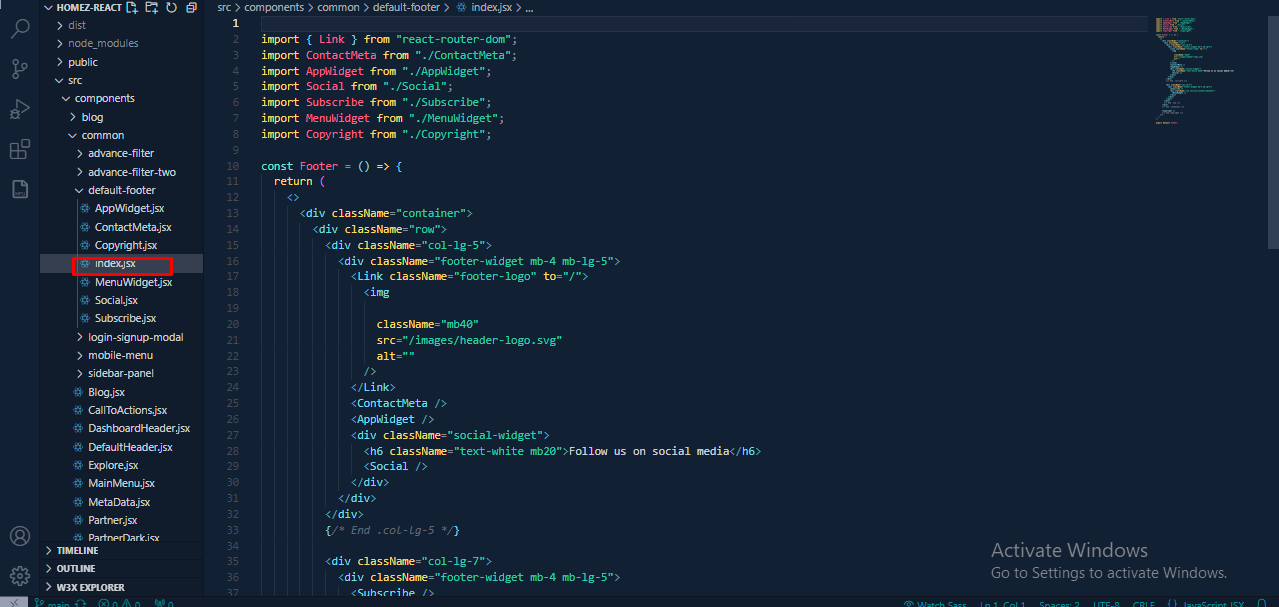 HOMEZ-REACT
dist
node_modules
public
src
components
blog
common
advance-filter
advance-filter-two
default-footer
AppWidget.jsx
ContactMeta.jsx
Copyright.jsx
index.jsx
MenuWidget.jsx
Social.jsx
Subscribe.jsx
login-signup-modal
mobile-menu
sidebar-panel
Blog.jsx
CallToActions.jsx
DashboardHeader.jsx
DefaultHeader.jsx
Explore.jsx
MainMenu.jsx
MetaData.jsx
Partner.jsx
PartnerDark.jsx
TIMELINE
OUTLINE
W3X EXPLORER
src > components > common > default-footer > index.jsx > ...
1
2 import { Link } from "react-router-dom";
3 import ContactMeta from "./ContactMeta";
4 import AppWidget from "./AppWidget";
5 import Social from "./Social";
6 import Subscribe from "./Subscribe";
7 import MenuWidget from "./MenuWidget";
8 import Copyright from "./Copyright";
9
10 const Footer = () => {
11 return (
12 <>
13 <div className="container">
14 <div className="row">
15 <div className="col-lg-5">
16 <div className="footer-widget mb-4 mb-lg-5">
17 <Link className="footer-logo" to="/">
18 <img
19
20 className="mb40"
21 src="/images/header-logo.svg"
22 alt=""
23 />
24 </Link>
25 <ContactMeta />
26 <AppWidget />
27 <div className="social-widget">
28 <h6 className="text-white mb20">Follow us on social media</h6>
29 <Social />
30 </div>
31 </div>
32 </div>
33 {/* End .col-lg-5 */}
34
35 <div className="col-lg-7">
36 <div className="footer-widget mb-4 mb-lg-5">
37 <Subscribe />
Activate Windows
Go to Settings to activate Windows.
main 0 0 0 Watch Sass Ln 1, Col 1 Spaces: 2 UTF-8 CRLF {} JavaScript JSX